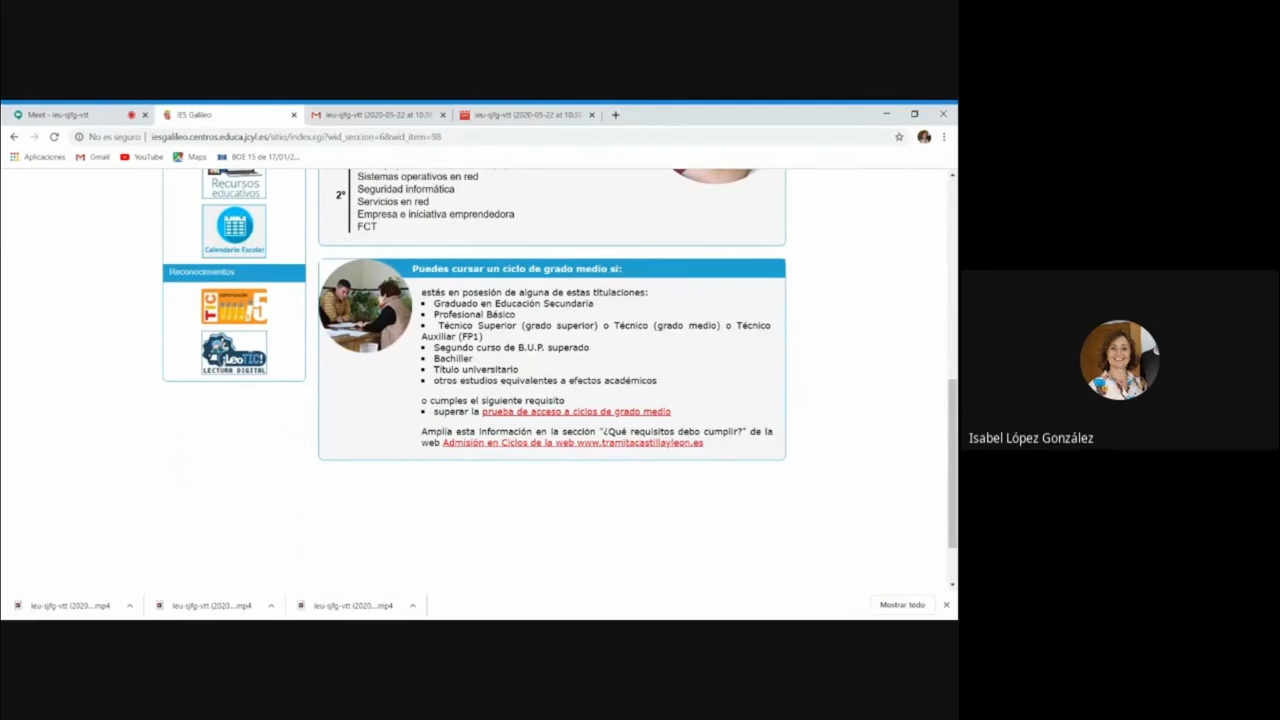 Meet - ieu-sjfg-vtt
IES Galileo
ieu-sjfg-vtt (2020-05-22 at 10:3
ieu-sjfg-vtt (2020-05-22 at 10:3
No es seguro | iesgalileo.centros.educa.jcyl.es/sitio/index.cgi?wid_seccion=6&wid_item=98
Aplicaciones
Gmail
YouTube
Maps
BOE 15 de 17/01/2...
Recursos
educativos
Calendario Escolar
Reconocimientos
TIC
CERTIFICACIÓN
5
¡LeoTIC!
LECTURA DIGITAL
Sistemas operativos en red
Seguridad informática
2º
Servicios en red
Empresa e iniciativa emprendedora
FCT
Puedes cursar un ciclo de grado medio si:
estás en posesión de alguna de estas titulaciones:
▪ Graduado en Educación Secundaria
▪ Profesional Básico
▪ Técnico Superior (grado superior) o Técnico (grado medio) o Técnico
Auxiliar (FP1)
▪ Segundo curso de B.U.P. superado
▪ Bachiller
▪ Título universitario
▪ otros estudios equivalentes a efectos académicos
o cumples el siguiente requisito
▪ superar la prueba de acceso a ciclos de grado medio
Amplia esta información en la sección "¿Qué requisitos debo cumplir?" de la
web Admisión en Ciclos de la web www.tramitacastillayleon.es
ieu-sjfg-vtt (2020....mp4
ieu-sjfg-vtt (2020....mp4
ieu-sjfg-vtt (2020....mp4
Mostrar todo
Isabel López González